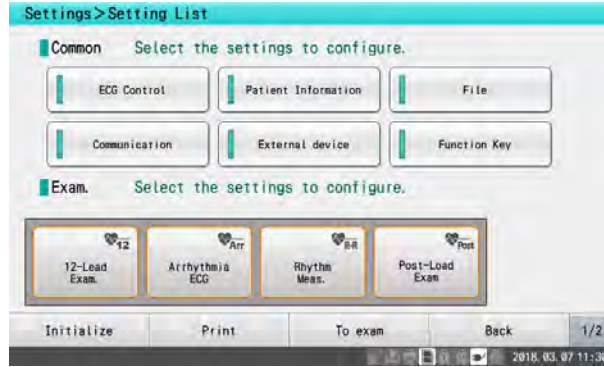 Settings>Setting List
Common Select the settings to configure.
ECG Control Patient Information File
Communication External device Function Key
Exam. Select the settings to configure.
12 Arr R-R Post
12-Lead Exam. Arrhythmia ECG Rhythm Meas. Post-Load Exam
Initialize Print To exam Back 1/2
2018. 03. 07 11:30